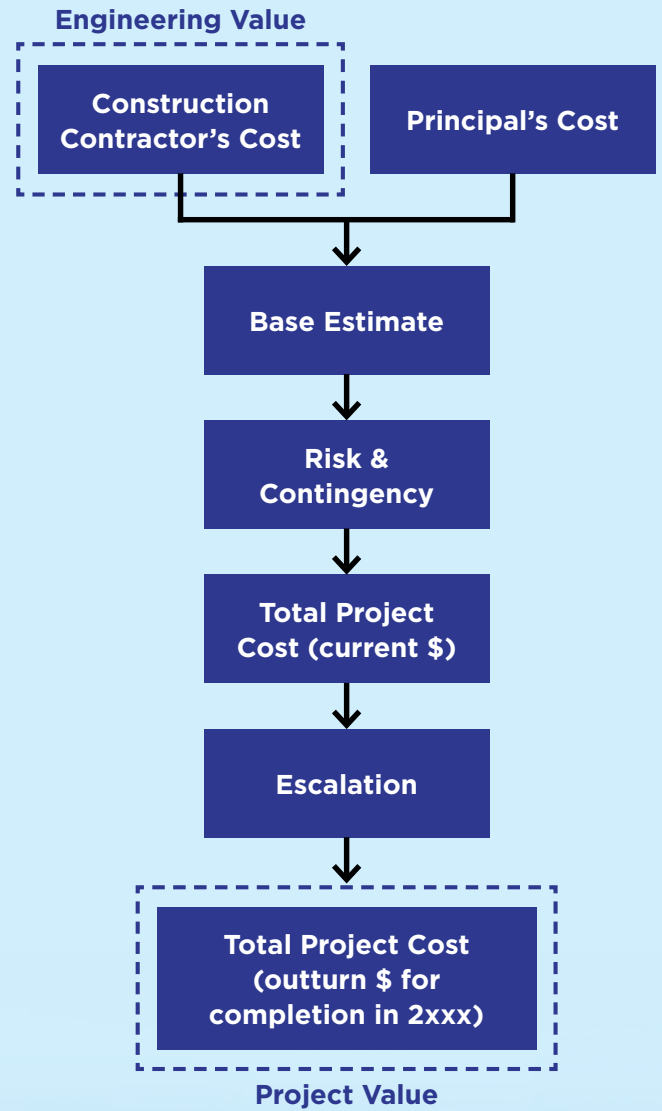 Engineering Value
Construction
Contractor’s Cost
Principal’s Cost
Base Estimate
Risk &
Contingency
Total Project
Cost (current $)
Escalation
Total Project Cost
(outturn $ for
completion in 2xxx)
Project Value